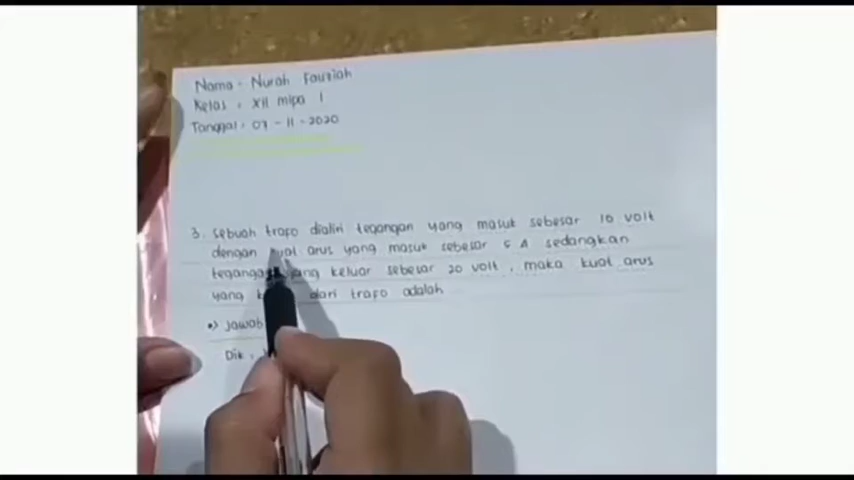 Nama : Nurah Fauziah
Kelas : XII mipa 1
Tanggal : 07 - 11 - 2020
3. sebuah trafo dialiri tegangan yang masuk sebesar 10 volt
dengan kuat arus yang masuk sebesar 5 A sedangkan
tegangan yang keluar sebesar 20 volt , maka kuat arus
yang dari trafo adalah
•) Jawab
Dik :